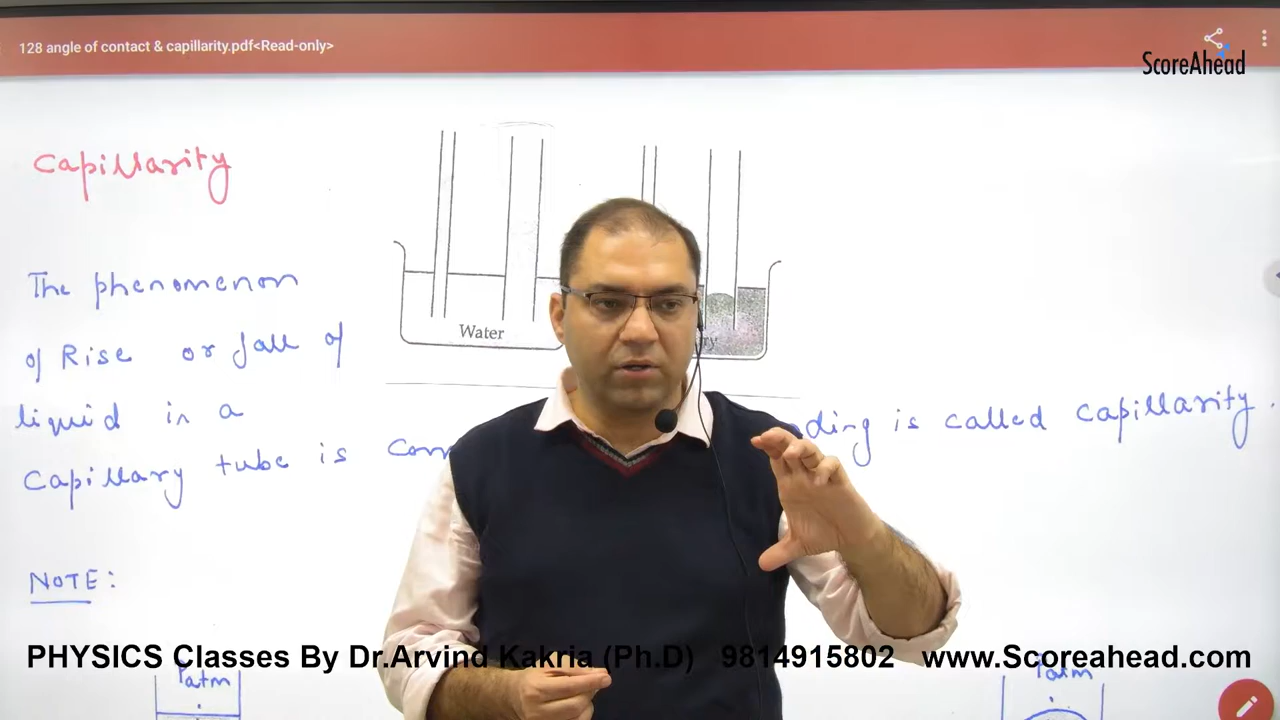 128 angle of contact & capillarity.pdf<Read-only>
ScoreAhead
Capillarity
The phenomenon
of Rise or fall of
liquid in a
Capillary tube is
is called Capillarity.
Water
NOTE:
PHYSICS Classes By Dr.Arvind Kakria (Ph.D) 9814915802 www.Scoreahead.com
Patm
Patm